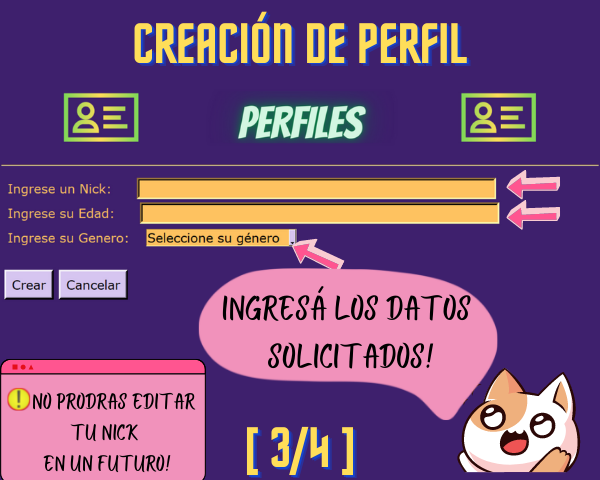 CREACIÓN DE PERFIL
PERFILES
Ingrese un Nick:
Ingrese su Edad:
Ingrese su Genero: Seleccione su género
Crear Cancelar
INGRESÁ LOS DATOS
SOLICITADOS!
NO PRODRAS EDITAR
TU NICK
EN UN FUTURO!
[ 3/4 ]